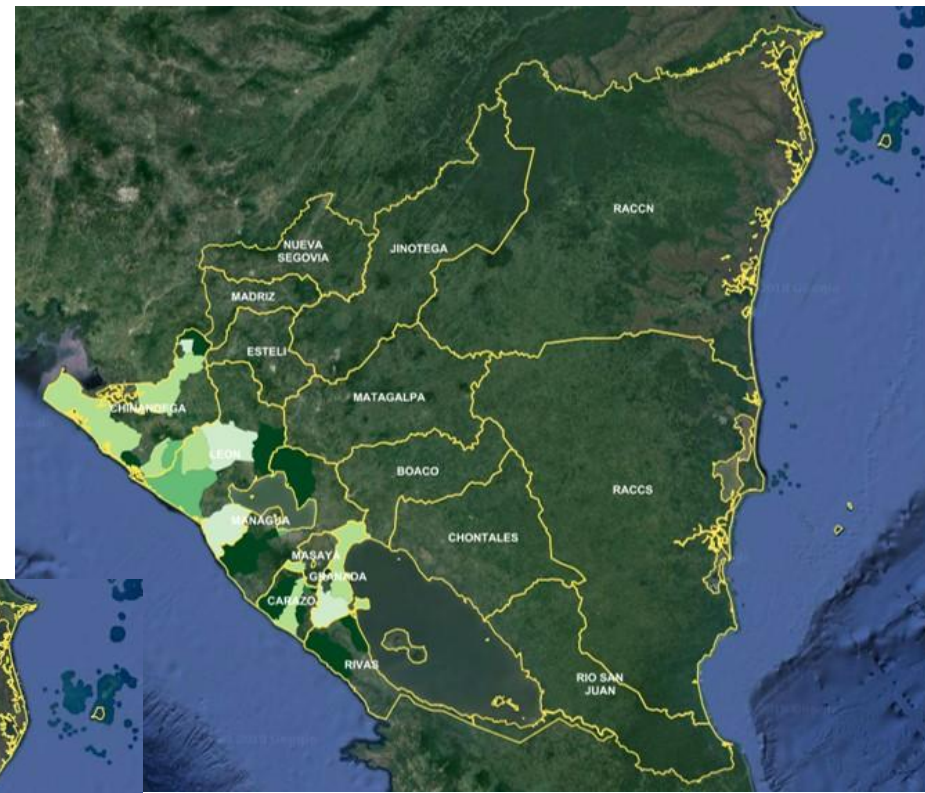 RACCN
NUEVA
SEGOVIA
JINOTEGA
MADRIZ
ESTELI
MATAGALPA
CHINANDEGA
LEON
BOACO
RACCS
MANAGUA
CHONTALES
MASAYA
GRANADA
CARAZO
RIVAS
RIO SAN
JUAN